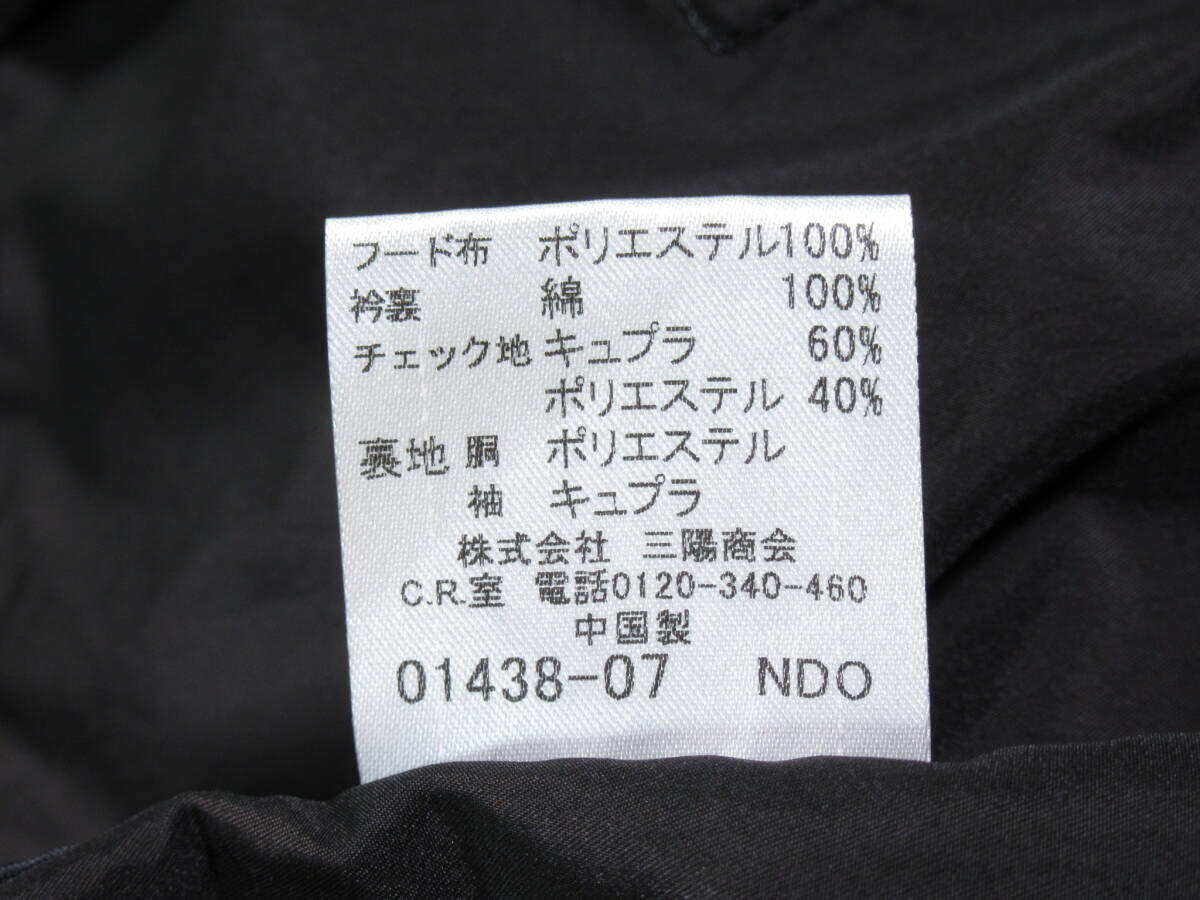 フード布 ポリエステル100%
衿裏 綿 100%
チェック地 キュプラ 60%
ポリエステル 40%
裏地 胴 ポリエステル
袖 キュプラ
株式会社 三陽商会
C.R.室 電話0120-340-460
中国製
01438-07 NDO